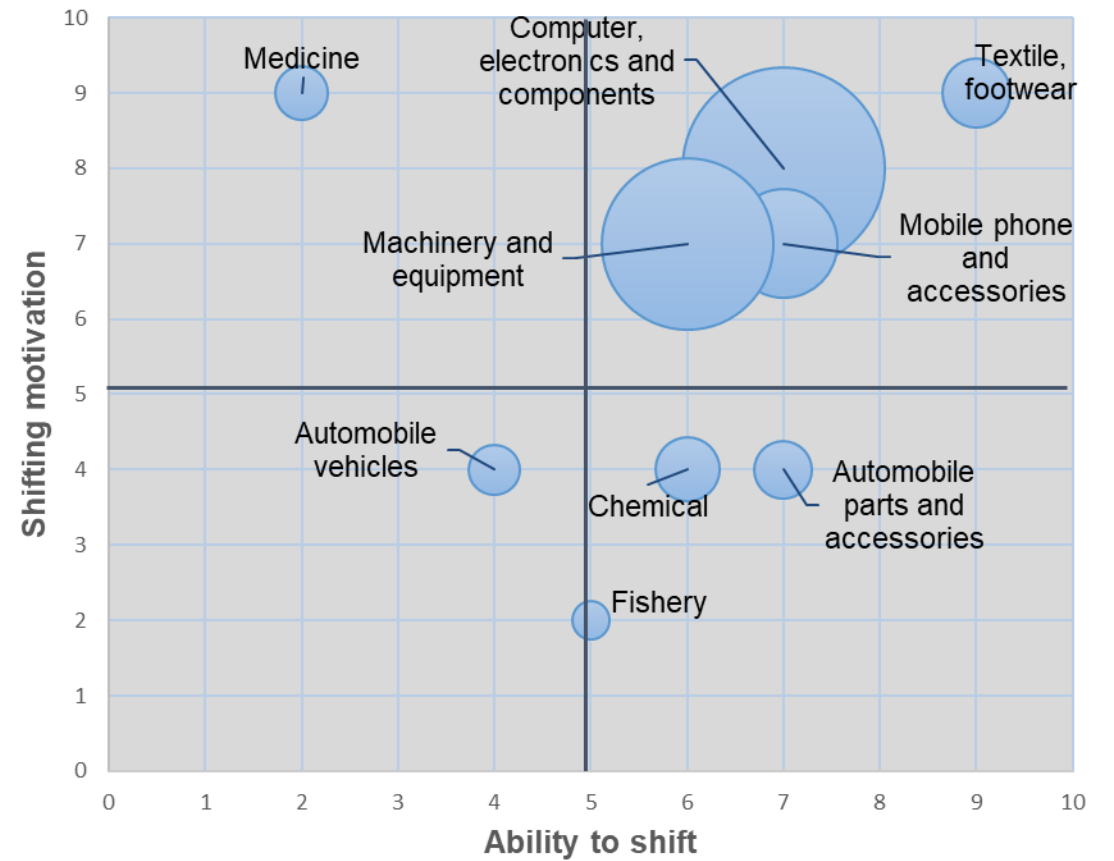 10
9
8
7
6
5
4
3
2
1
0
Shifting motivation
Medicine
Computer,
electronics and
components
Textile,
footwear
Machinery and
equipment
Mobile phone
and
accessories
Automobile
vehicles
Chemical
Automobile
parts and
accessories
Fishery
0 1 2 3 4 5 6 7 8 9 10
Ability to shift